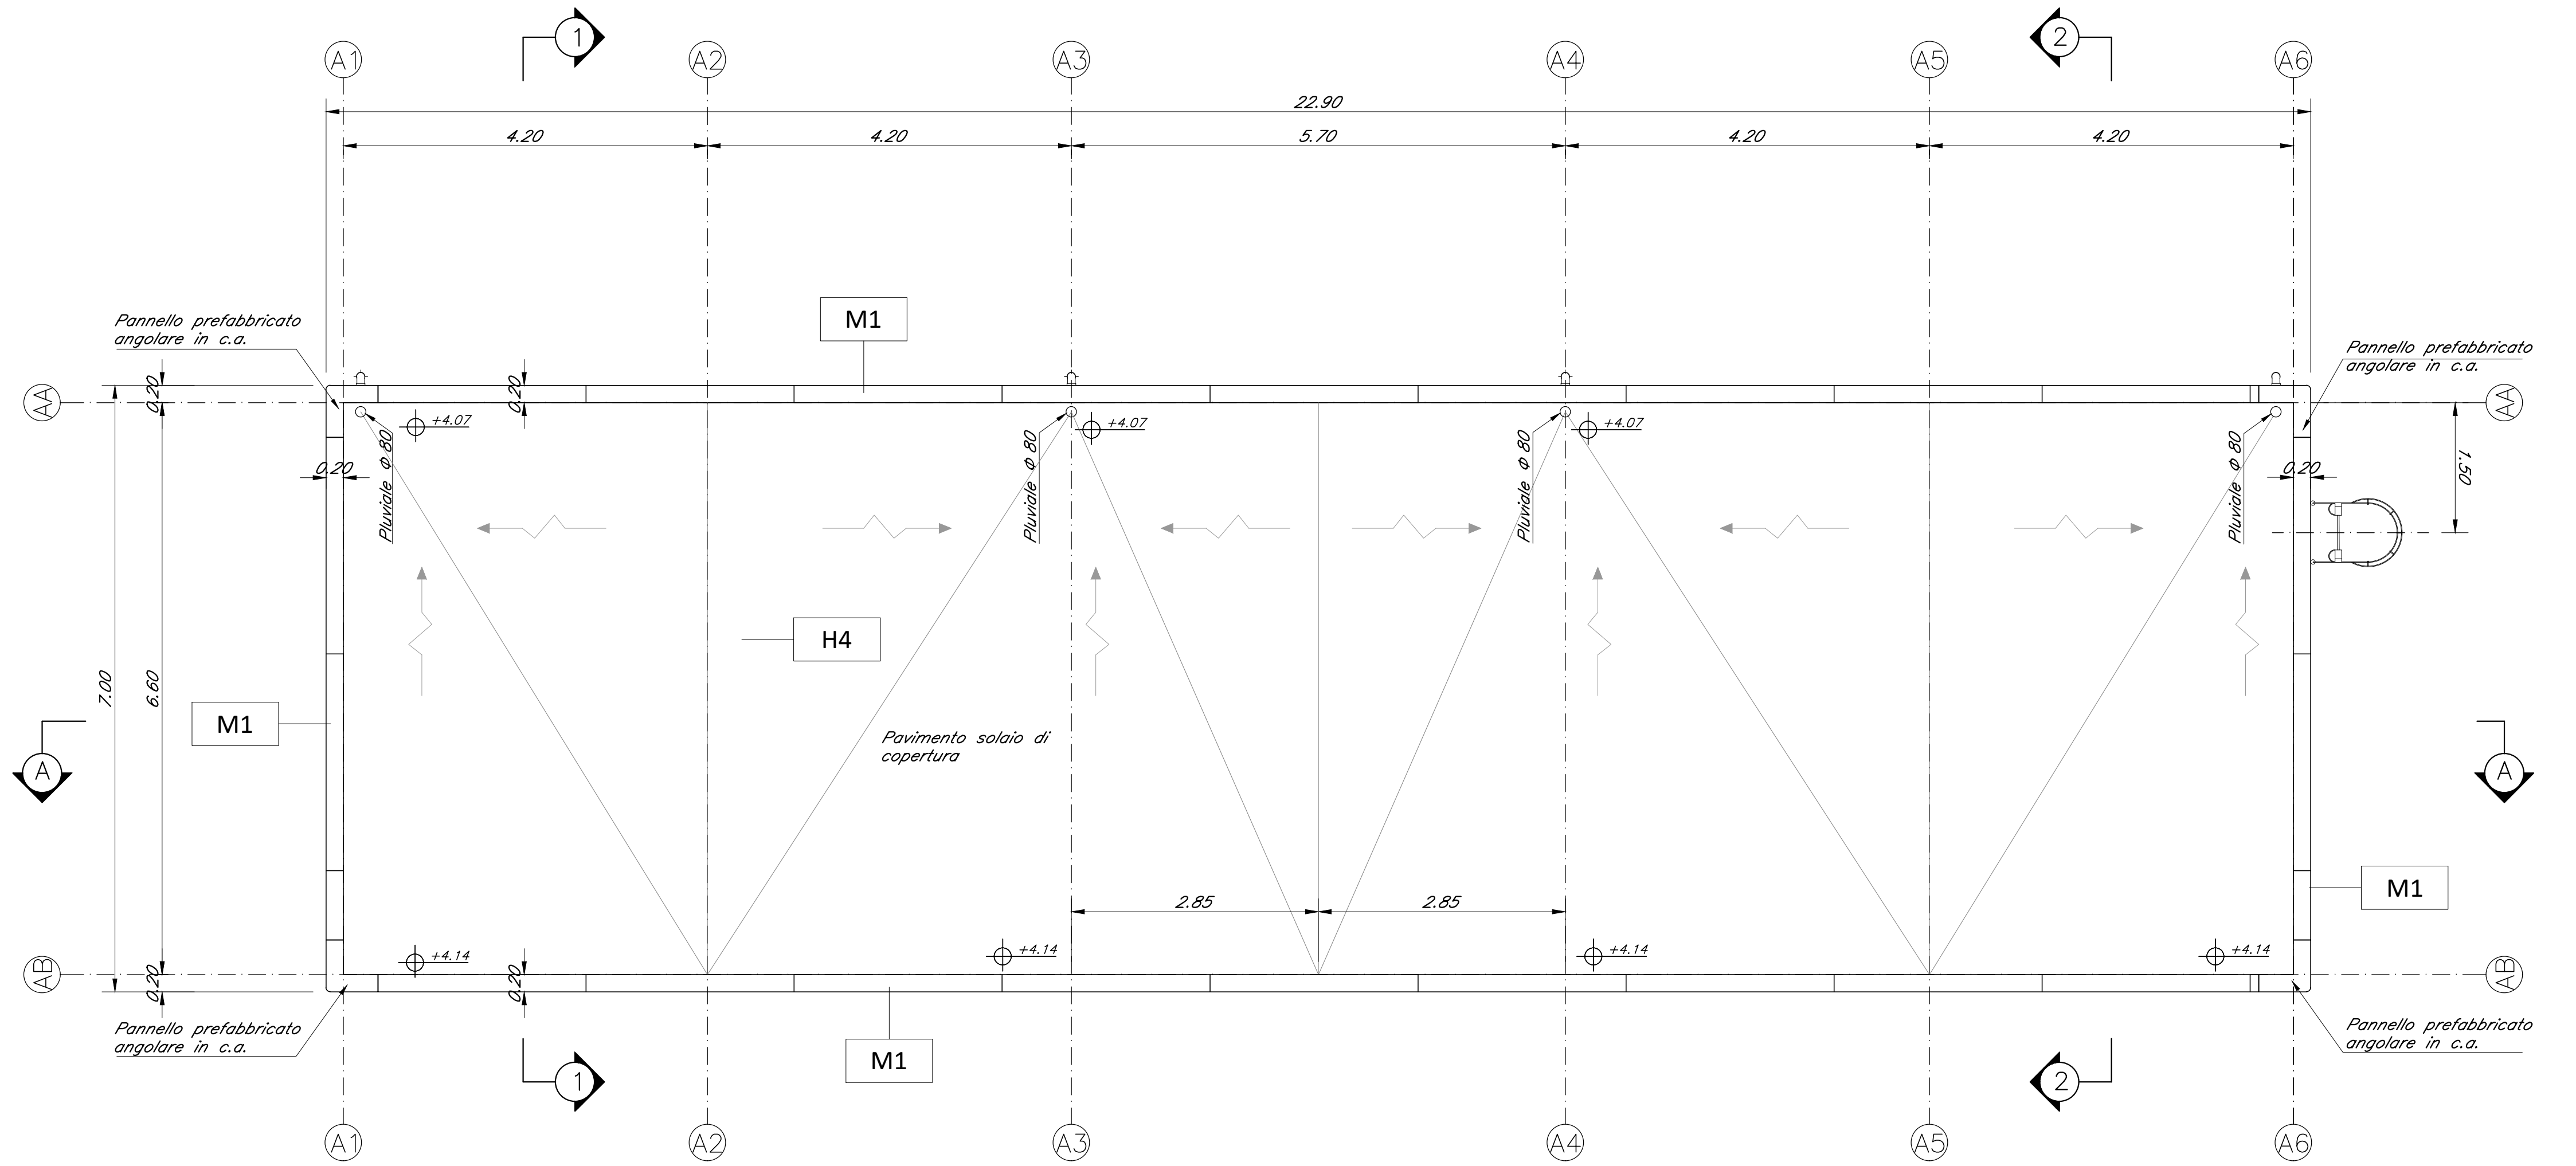 1
2
A1
A2
A3
A4
A5
A6
22.90
4.20
4.20
5.70
4.20
4.20
M1
Pannello prefabbricato
angolare in c.a.
Pannello prefabbricato
angolare in c.a.
AA
0.20
0.20
AA
+4.07
+4.07
+4.07
Pluviale Φ 80
Pluviale Φ 80
Pluviale Φ 80
Pluviale Φ 80
0.20
0.20
1.50
H4
7.00
6.60
M1
Pavimento solaio di
copertura
A
A
M1
2.85
2.85
+4.14
+4.14
+4.14
+4.14
AB
0.20
0.20
AB
Pannello prefabbricato
angolare in c.a.
Pannello prefabbricato
angolare in c.a.
M1
1
2
A1
A2
A3
A4
A5
A6